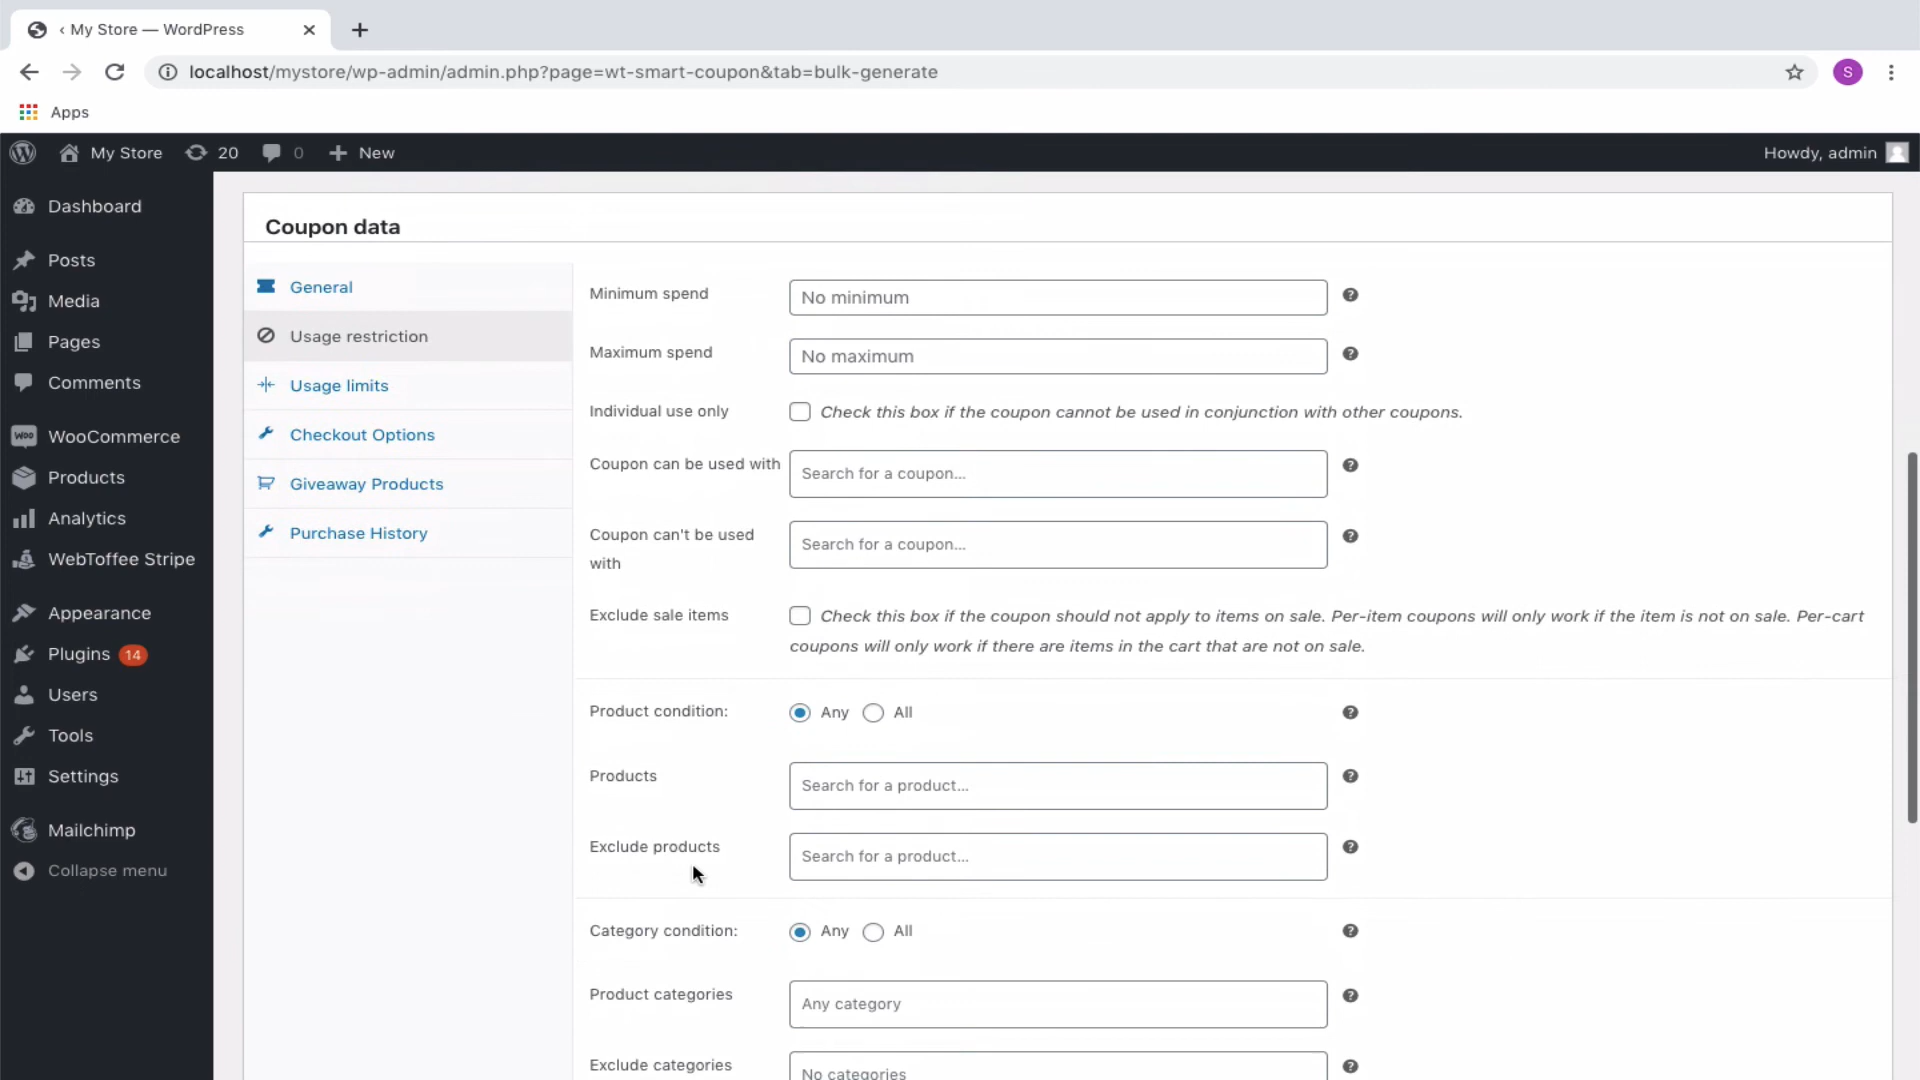 ‹ My Store — WordPress
localhost/mystore/wp-admin/admin.php?page=wt-smart-coupon&tab=bulk-generate
S
Apps
My Store
20
0
New
Howdy, admin
Dashboard
Posts
Media
Pages
Comments
WooCommerce
Products
Analytics
WebToffee Stripe
Appearance
Plugins 14
Users
Tools
Settings
Mailchimp
Collapse menu
Coupon data
General
Usage restriction
Usage limits
Checkout Options
Giveaway Products
Purchase History
Minimum spend
No minimum
Maximum spend
No maximum
Individual use only
Check this box if the coupon cannot be used in conjunction with other coupons.
Coupon can be used with
Search for a coupon...
Coupon can't be used
with
Search for a coupon...
Exclude sale items
Check this box if the coupon should not apply to items on sale. Per-item coupons will only work if the item is not on sale. Per-cart
coupons will only work if there are items in the cart that are not on sale.
Product condition:
Any All
Products
Search for a product...
Exclude products
Search for a product...
Category condition:
Any All
Product categories
Any category
Exclude categories
No categories